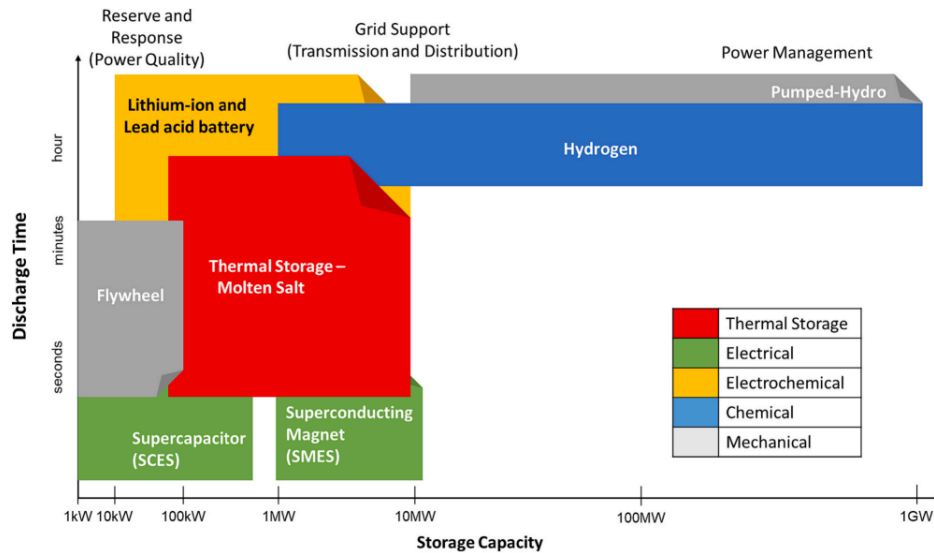 Reserve and
Response
(Power Quality)
Grid Support
(Transmission and Distribution)
Power Management
Lithium-ion and
Lead acid battery
Pumped-Hydro
Hydrogen
Thermal Storage –
Molten Salt
Flywheel
Supercapacitor
(SCES)
Superconducting
Magnet
(SMES)
Discharge Time
hour
minutes
seconds
Thermal Storage
Electrical
Electrochemical
Chemical
Mechanical
1kW 10kW 100kW 1MW 10MW 100MW 1GW
Storage Capacity